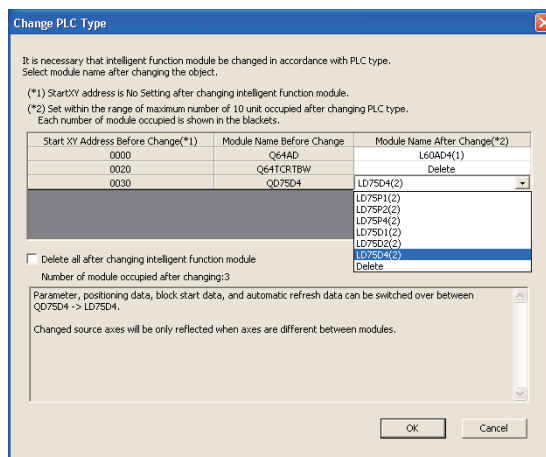 Change PLC Type
It is necessary that intelligent function module be changed in accordance with PLC type.
Select module name after changing the object.
(*1) StartXY address is No Setting after changing intelligent function module.
(*2) Set within the range of maximum number of 10 unit occupied after changing PLC type.
Each number of module occupied is shown in the blackets.
Start XY Address Before Change(*1) Module Name Before Change Module Name After Change(*2)
0000 Q64AD L60AD4(1)
0020 Q64TCRTBW Delete
0030 QD75D4 LD75D4(2)
LD75P1(2)
LD75P2(2)
LD75P4(2)
LD75D1(2)
LD75D2(2)
LD75D4(2)
Delete
Delete all after changing intelligent function module
Number of module occupied after changing:3
Parameter, positioning data, block start data, and automatic refresh data can be switched over between
QD75D4 -> LD75D4.
Changed source axes will be only reflected when axes are different between modules.
OK Cancel